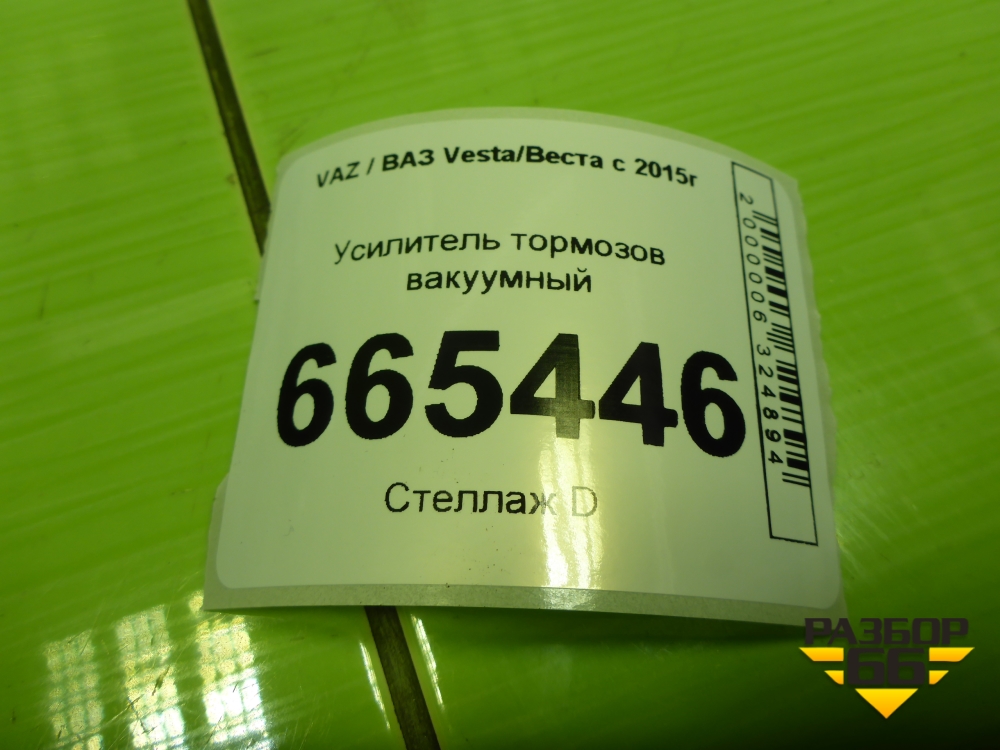 VAZ / ВАЗ Vesta/Веста с 2015г
Усилитель тормозов
вакуумный
665446
Стеллаж D
2000006324894
РАЗБОР
66